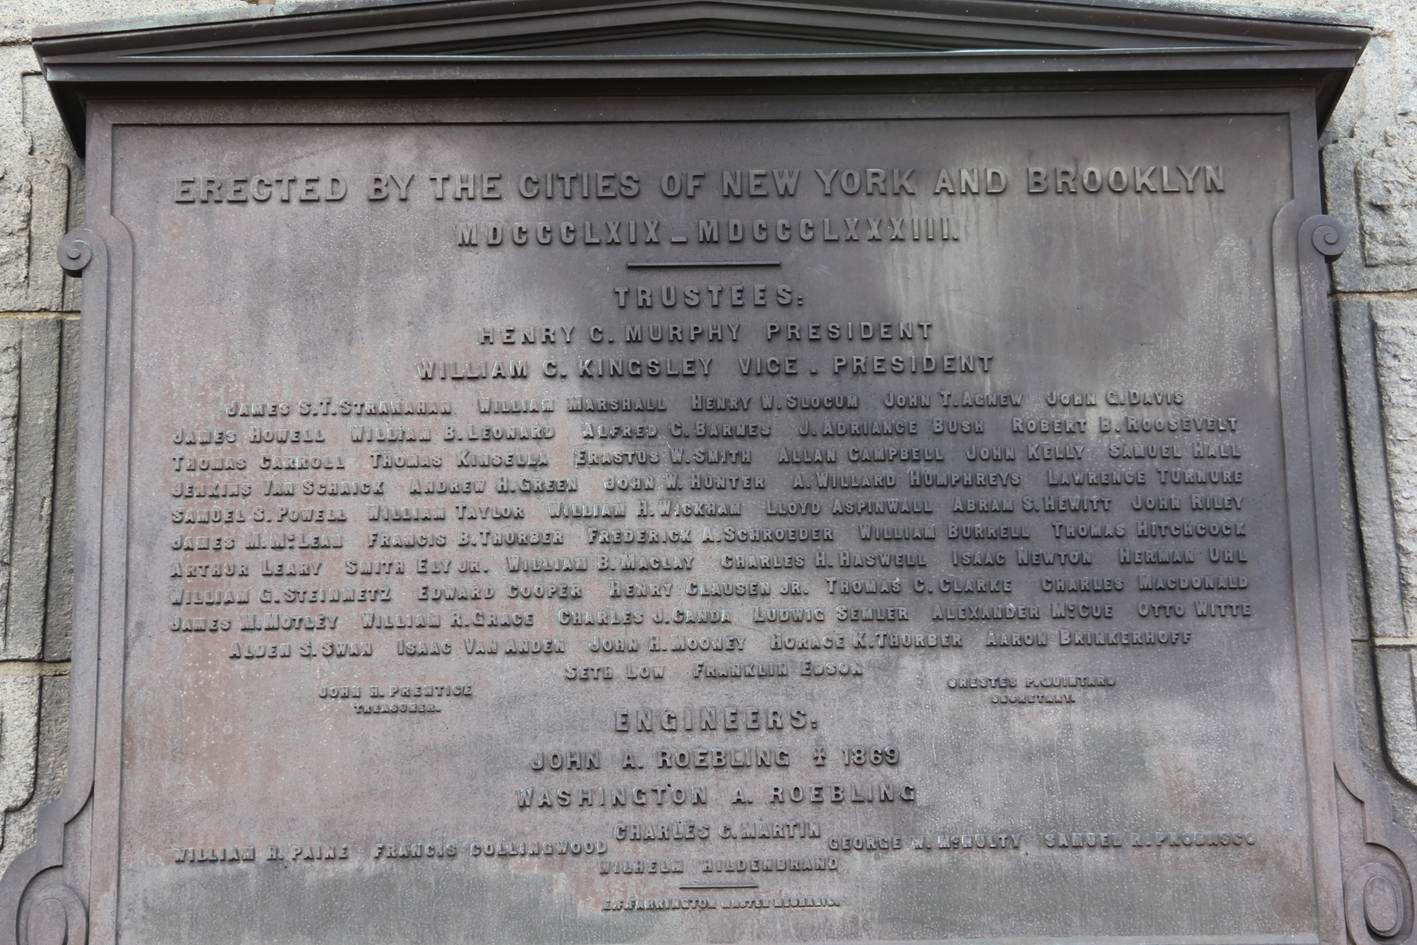 ERECTED BY THE CITIES OF NEW YORK AND BROOKLYN
MDCCCLXIX_MDCCCLXXXIII.
TRUSTEES:
HENRY C. MURPHY PRESIDENT
WILLIAM C. KINGSLEY VICE . PRESIDENT
JAMES S.T.STRANAHAN WILLIAM MARSHALL HENRY W.SLOCUM JOHN T.AGNEW JOHN G.DAVIS
JAMES HOWELL WILLIAM B.LEONARD ALFRED C.BARNES J.ADRIANCE BUSH ROBERT B.ROOSEVELT
THOMAS CARROLL THOMAS KINSELLA ERASTUS W.SMITH ALLAN CAMPBELL JOHN KELLY SAMUEL HALL
JENKINS VAN SCHAICK ANDREW H.GREEN JOHN W.HUNTER A.WILLARD HUMPHREYS LAWRENCE TURNURE
SAMUEL S.POWELL WILLIAM TAYLOR WILLIAM H.WICKHAM LLOYD ASPINWALL ABRAM S.HEWITT JOHN RILEY
JAMES M.McLEAN FRANCIS B.THURBER FREDERICK A.SCHROEDER WILLIAM BURRELL THOMAS HITCHCOCK
ARTHUR LEARY SMITH ELY JR. WILLIAM B.MACLAY CHARLES H.HASWELL ISAAC NEWTON HERMAN UHL
WILLIAM G.STEINMETZ EDWARD COOPER HENRY CLAUSEN JR. THOMAS C.CLARKE CHARLES MACDONALD
JAMES M.MOTLEY WILLIAM R.GRACE CHARLES J.CANDA LUDWIG SEMLER ALEXANDER McCUE OTTO WITTE
ALDEN S.SWAN ISAAC VAN ANDEN JOHN H.MOONEY HORACE K.THURBER AARON BRINKERHOFF
SETH LOW FRANKLIN EDSON
JOHN H.PRENTICE
TREASURER.
ORESTES P.QUINTARD
SECRETARY.
ENGINEERS:
JOHN A. ROEBLING ✝ 1869
WASHINGTON A. ROEBLING
CHARLES C.MARTIN
WILLIAM H.PAINE FRANCIS COLLINGWOOD GEORGE W.McNULTY SAMUEL R.PROBASCO
WILHELM HILDENBRAND
E.F.FARRINGTON MASTER MECHANIC